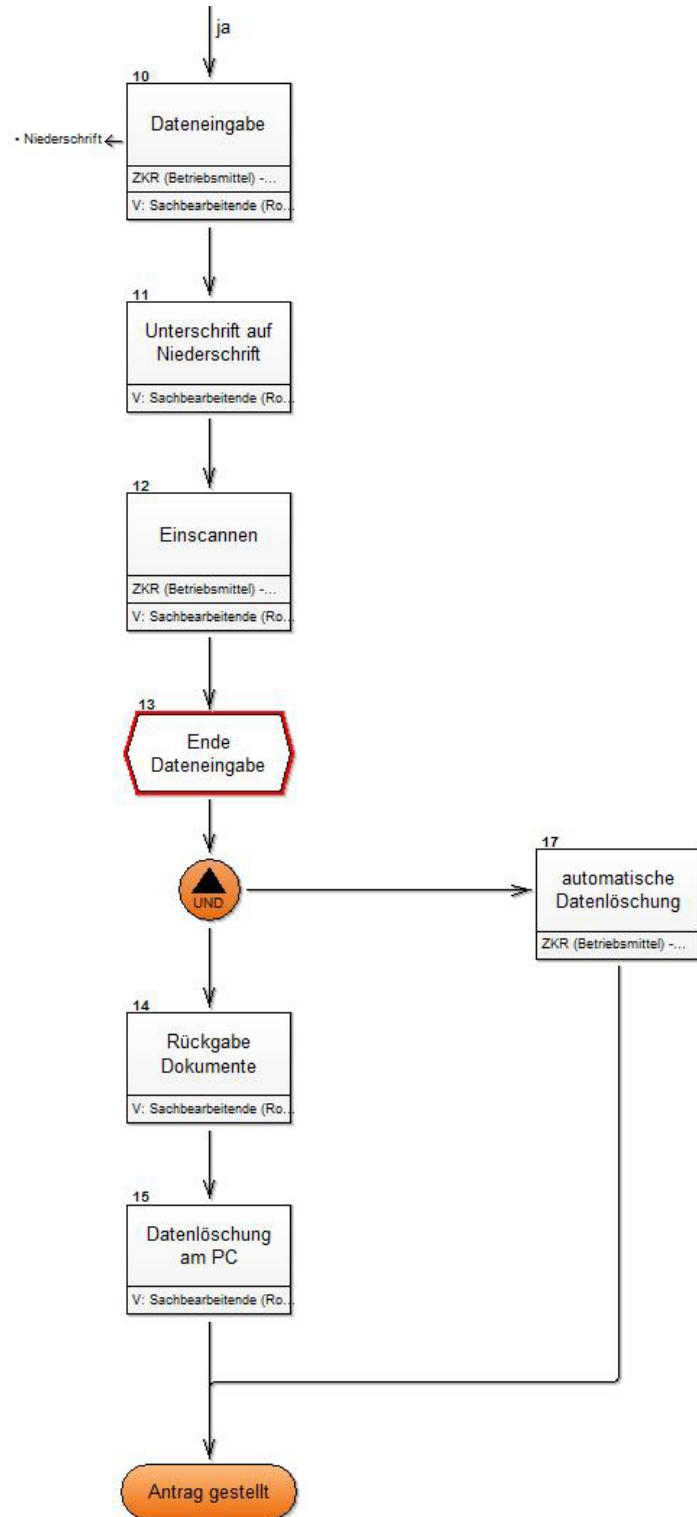 ja
10
Dateneingabe
• Niederschrift
ZKR (Betriebsmittel) -...
V: Sachbearbeitende (Ro...
11
Unterschrift auf
Niederschrift
V: Sachbearbeitende (Ro...
12
Einscannen
ZKR (Betriebsmittel) -...
V: Sachbearbeitende (Ro...
13
Ende
Dateneingabe
UND
17
automatische
Datenlöschung
ZKR (Betriebsmittel) -...
14
Rückgabe
Dokumente
V: Sachbearbeitende (Ro...
15
Datenlöschung
am PC
V: Sachbearbeitende (Ro...
Antrag gestellt